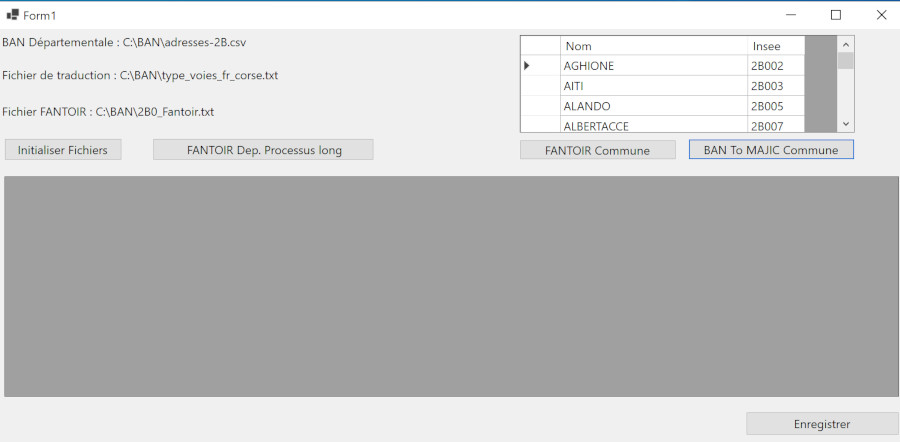 Form1
BAN Départementale : C:\BAN\adresses-2B.csv
Fichier de traduction : C:\BAN\type_voies_fr_corse.txt
Fichier FANTOIR : C:\BAN\2B0_Fantoir.txt
Nom Insee
AGHIONE 2B002
AITI 2B003
ALANDO 2B005
ALBERTACCE 2B007
Initialiser Fichiers
FANTOIR Dep. Processus long
FANTOIR Commune
BAN To MAJIC Commune
Enregistrer